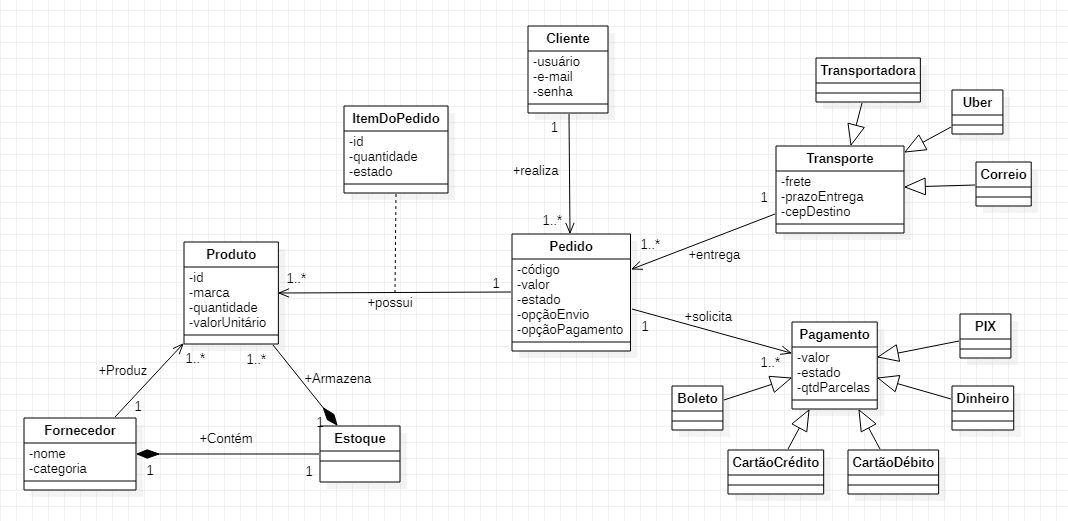 Cliente
-usuário
-e-mail
-senha
1
+realiza
1..*
Transportadora
Uber
Correio
Transporte
-frete
-prazoEntrega
-cepDestino
1
1..*
+entrega
ItemDoPedido
-id
-quantidade
-estado
Pedido
-código
-valor
-estado
-opçãoEnvio
-opçãoPagamento
1
+possui
1..*
Produto
-id
-marca
-quantidade
-valorUnitário
1..*
1..*
+Produz
1
+Armazena
1
Fornecedor
-nome
-categoria
+Contém
1
1
Estoque
+solicita
1
1..*
Pagamento
-valor
-estado
-qtdParcelas
PIX
Boleto
Dinheiro
CartãoCrédito
CartãoDébito